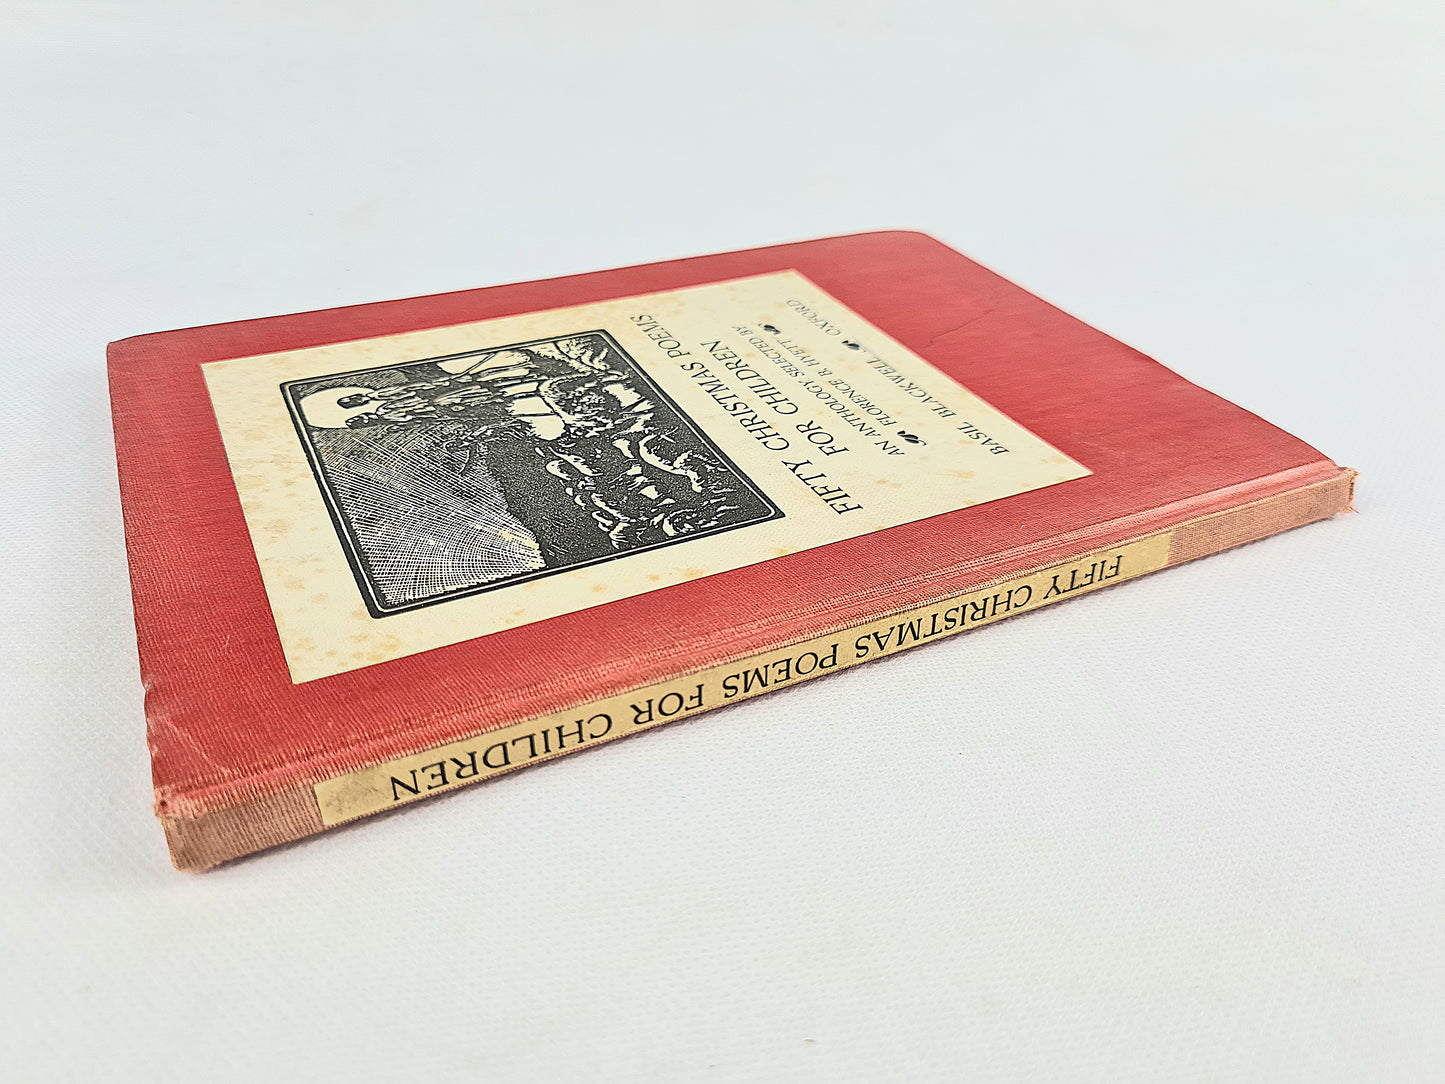 FIFTY CHRISTMAS POEMS
FOR CHILDREN
AN ANTHOLOGY SELECTED BY
FLORENCE B. HYETT
BASIL BLACKWELL OXFORD
FIFTY CHRISTMAS POEMS FOR CHILDREN